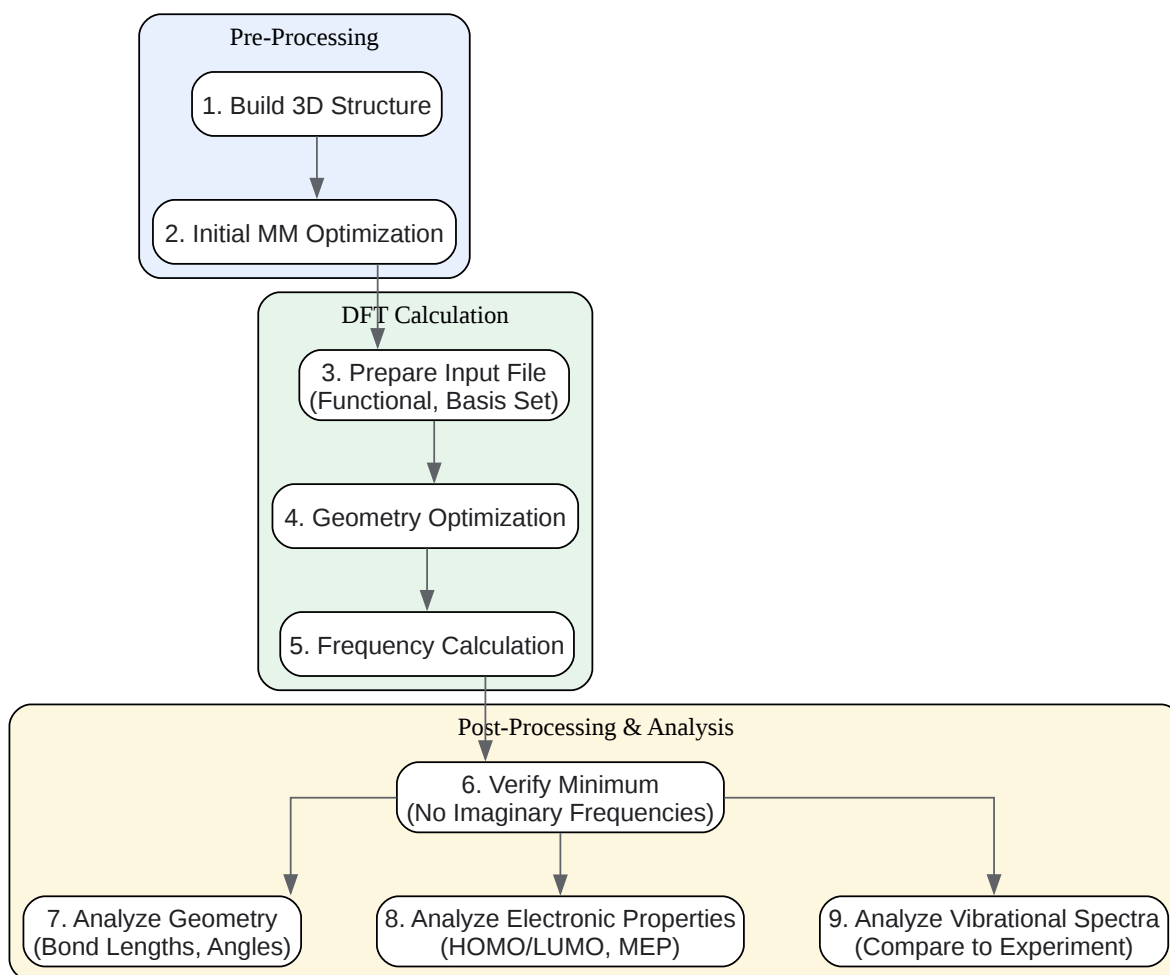 Pre-Processing
1. Build 3D Structure
2. Initial MM Optimization
DFT Calculation
3. Prepare Input File
(Functional, Basis Set)
4. Geometry Optimization
5. Frequency Calculation
Post-Processing & Analysis
6. Verify Minimum
(No Imaginary Frequencies)
7. Analyze Geometry
(Bond Lengths, Angles)
8. Analyze Electronic Properties
(HOMO/LUMO, MEP)
9. Analyze Vibrational Spectra
(Compare to Experiment)